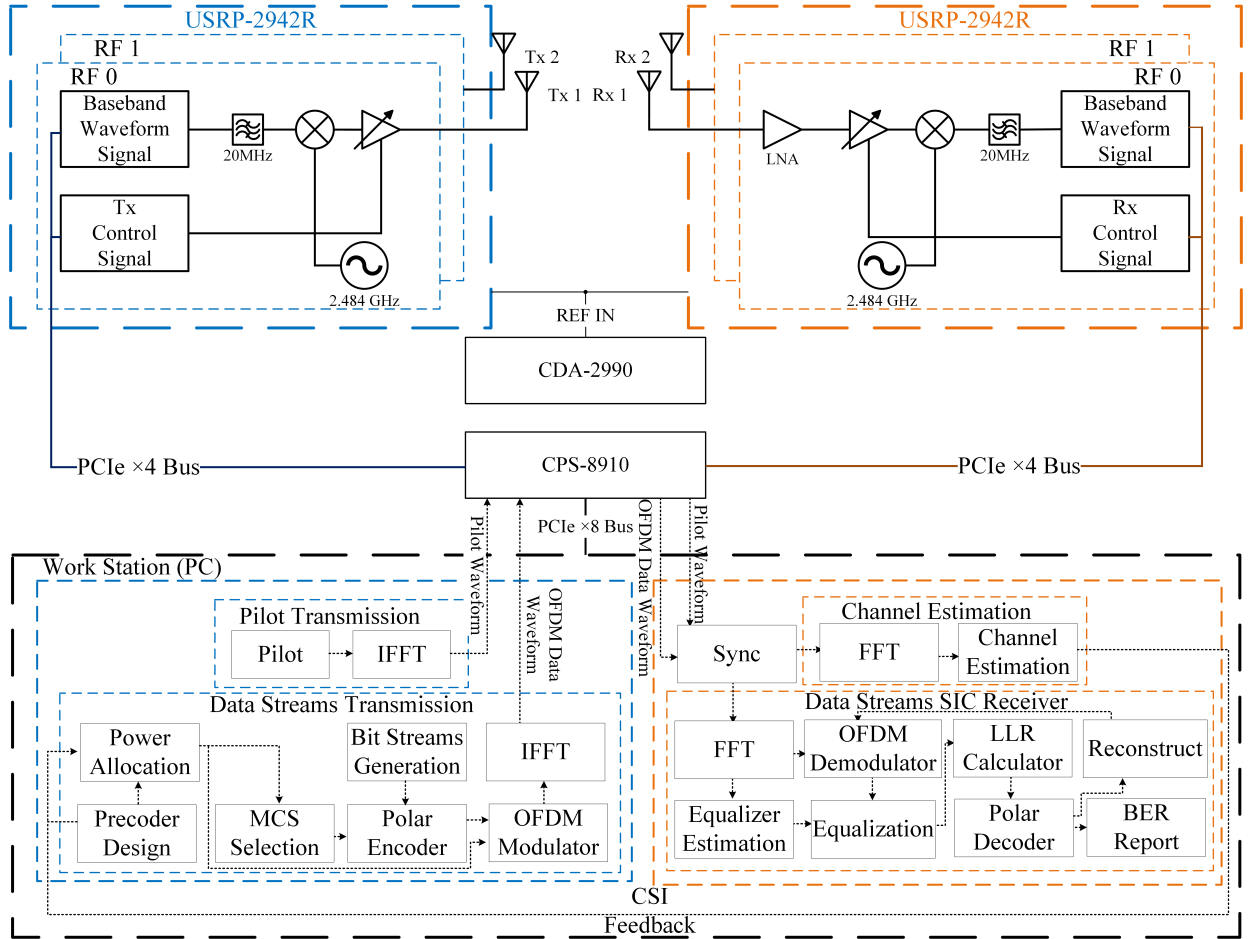 USRP-2942R
RF 1
RF 0
Baseband
Waveform
Signal
20MHz
Tx
Control
Signal
2.484 GHz
Tx 2
Tx 1
USRP-2942R
Rx 2
Rx 1
RF 1
RF 0
LNA
20MHz
Baseband
Waveform
Signal
Rx
Control
Signal
2.484 GHz
REF IN
CDA-2990
CPS-8910
PCIe ×4 Bus
PCIe ×4 Bus
PCIe ×8 Bus
Pilot Waveform
OFDM Data
Waveform
OFDM Data Waveform
Pilot Waveform
Work Station (PC)
Pilot Transmission
Pilot
IFFT
Data Streams Transmission
Power
Allocation
Bit Streams
Generation
IFFT
Precoder
Design
MCS
Selection
Polar
Encoder
OFDM
Modulator
Sync
Channel Estimation
FFT
Channel
Estimation
Data Streams SIC Receiver
FFT
OFDM
Demodulator
LLR
Calculator
Reconstruct
Equalizer
Estimation
Equalization
Polar
Decoder
BER
Report
CSI
Feedback